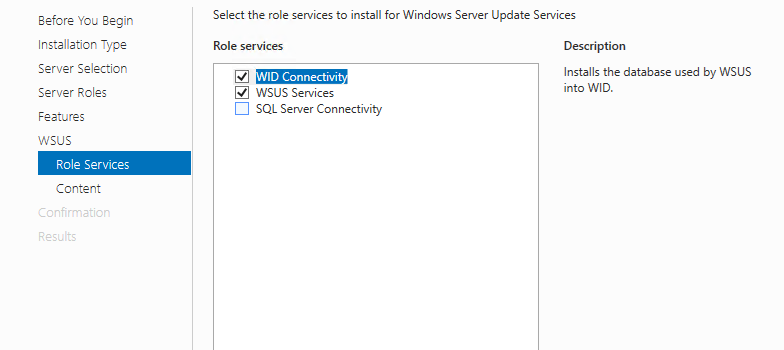 Before You Begin
Installation Type
Server Selection
Server Roles
Features
WSUS
Role Services
Content
Confirmation
Results
Select the role services to install for Windows Server Update Services
Role services
WID Connectivity
WSUS Services
SQL Server Connectivity
Description
Installs the database used by WSUS
into WID.